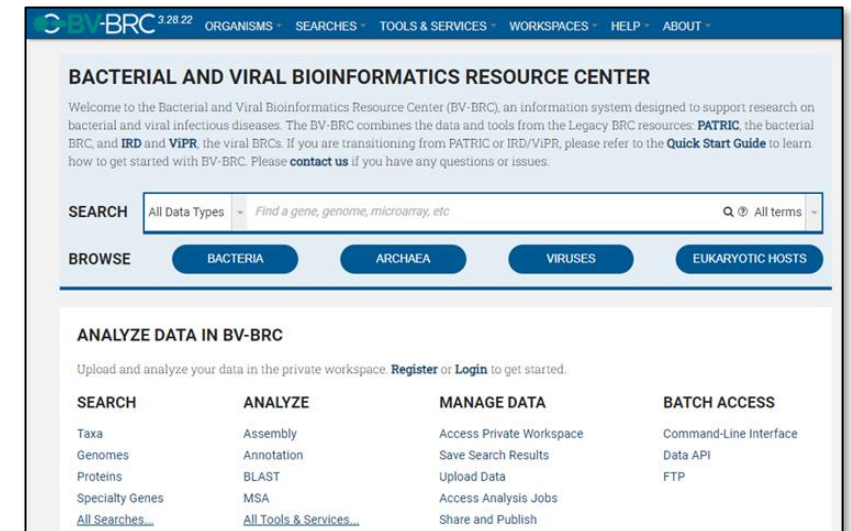 BV-BRC 3.28.22 ORGANISMS SEARCHES TOOLS & SERVICES WORKSPACES HELP ABOUT
BACTERIAL AND VIRAL BIOINFORMATICS RESOURCE CENTER
Welcome to the Bacterial and Viral Bioinformatics Resource Center (BV-BRC), an information system designed to support research on
bacterial and viral infectious diseases. The BV-BRC combines the data and tools from the Legacy BRC resources: PATRIC, the bacterial
BRC, and IRD and ViPR, the viral BRCs. If you are transitioning from PATRIC or IRD/ViPR, please refer to the Quick Start Guide to learn
how to get started with BV-BRC. Please contact us if you have any questions or issues.
SEARCH All Data Types Find a gene, genome, microarray, etc All terms
BROWSE BACTERIA ARCHAEA VIRUSES EUKARYOTIC HOSTS
ANALYZE DATA IN BV-BRC
Upload and analyze your data in the private workspace. Register or Login to get started.
SEARCH ANALYZE MANAGE DATA BATCH ACCESS
Taxa Assembly Access Private Workspace Command-Line Interface
Genomes Annotation Save Search Results Data API
Proteins BLAST Upload Data FTP
Specialty Genes MSA Access Analysis Jobs
All Searches... All Tools & Services... Share and Publish